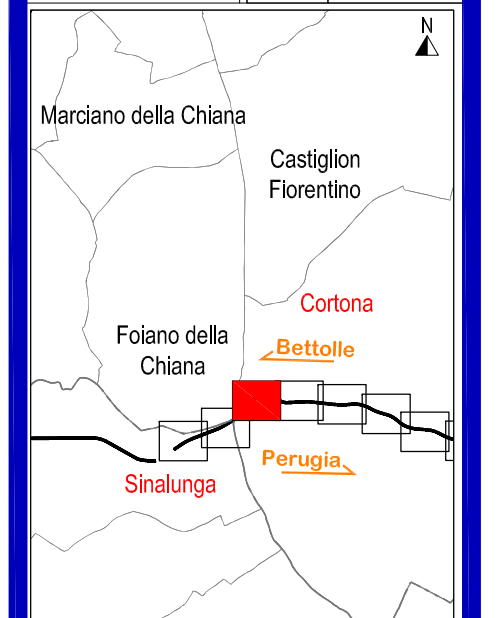 N
Marciano della Chiana
Castiglion
Fiorentino
Cortona
Foiano della
Chiana
Bettolle
Perugia
Sinalunga